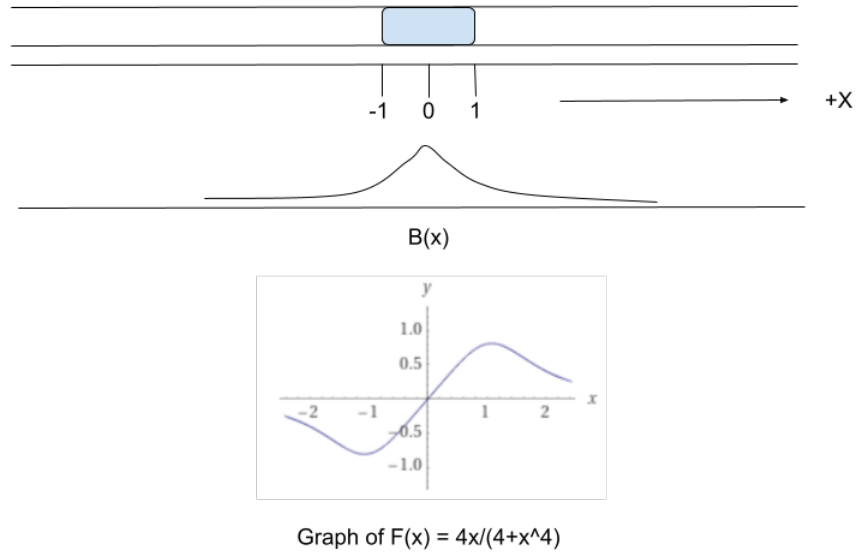 -1 0 1
+X
B(x)
y
1.0
0.5
-2 -1 1 2 x
-0.5
-1.0
Graph of F(x) = 4x/(4+x^4)